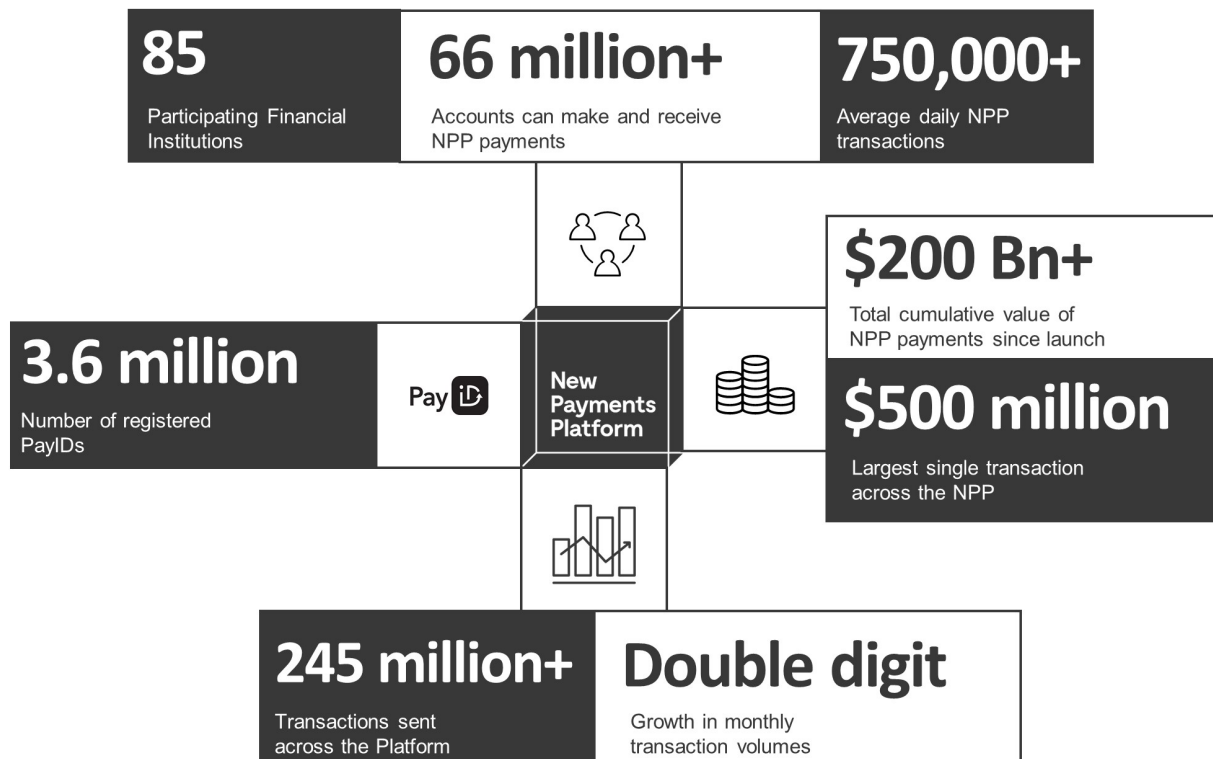 85
Participating Financial
Institutions
66 million+
Accounts can make and receive
NPP payments
750,000+
Average daily NPP
transactions
$200 Bn+
Total cumulative value of
NPP payments since launch
3.6 million
Number of registered
PayIDs
Pay iD
New
Payments
Platform
$500 million
Largest single transaction
across the NPP
245 million+
Transactions sent
across the Platform
Double digit
Growth in monthly
transaction volumes